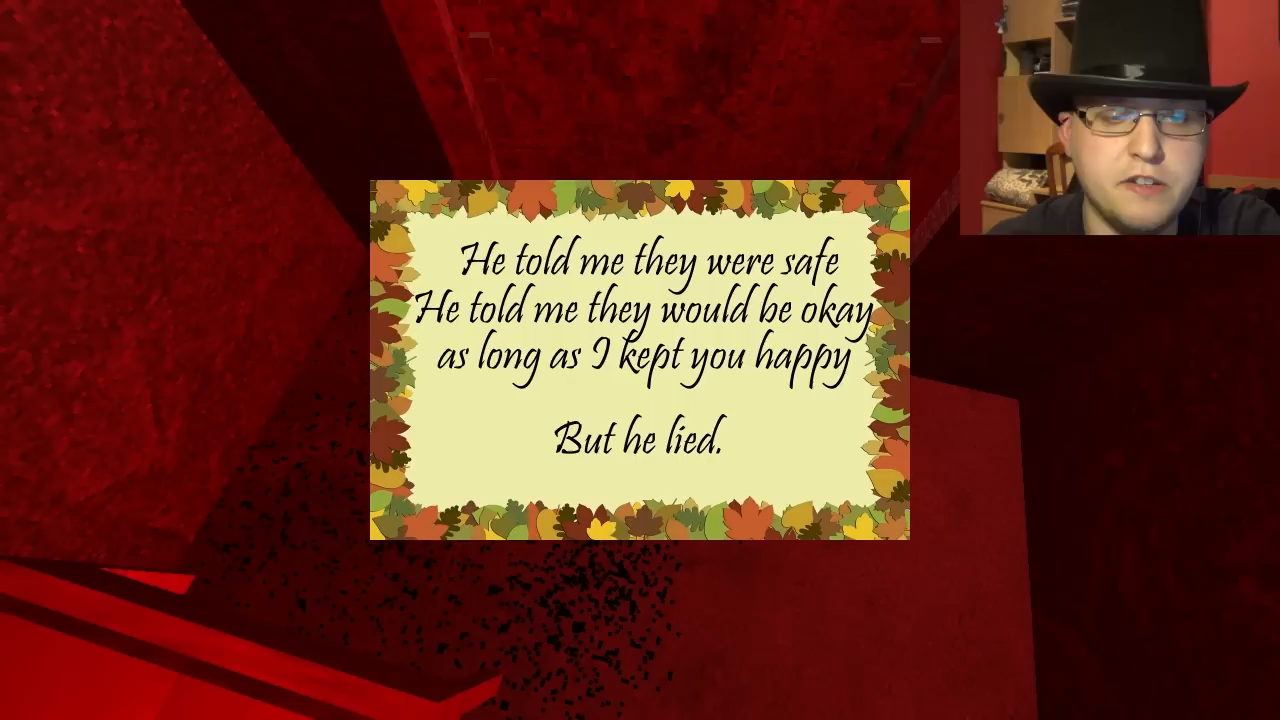 He told me they were safe
He told me they would be okay
as long as I kept you happy
But he lied.